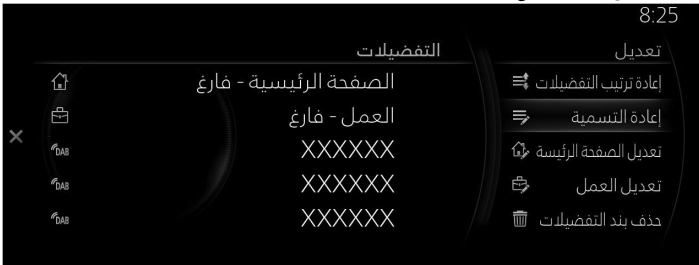 8:25
تعديل
إعادة ترتيب التفضيلات
إعادة التسمية
تعديل الصفحة الرئيسة
تعديل العمل
حذف بند التفضيلات
التفضيلات
الصفحة الرئيسية - فارغ
العمل - فارغ
XXXXXX
DAB
XXXXXX
DAB
XXXXXX
DAB